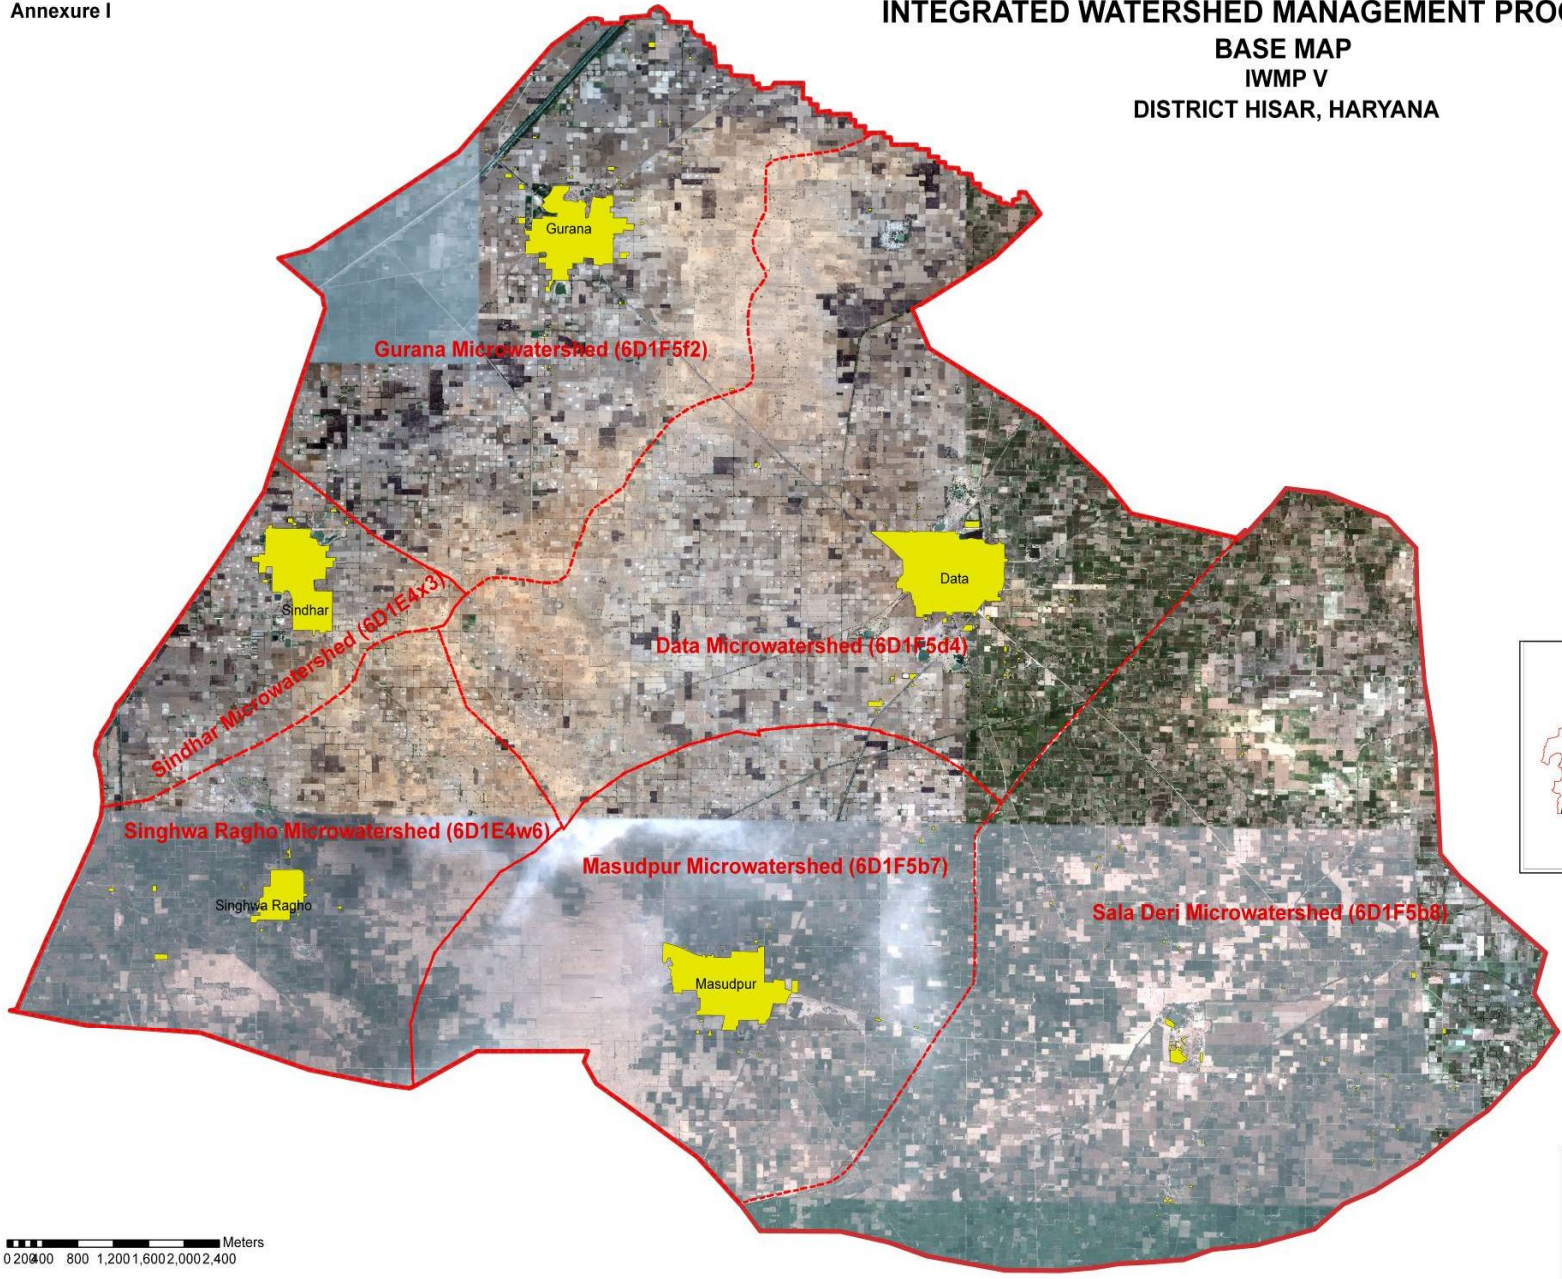 Annexure I
INTEGRATED WATERSHED MANAGEMENT
BASE MAP
IWMP V
DISTRICT HISAR, HARYANA
Gurana
Gurana Microwatershed (6D1F5f2)
Sindhar
Sindhar Microwatershed (6D1E4x3)
Data
Data Microwatershed (6D1F5d4)
Singhwa Ragho Microwatershed (6D1E4w6)
Singhwa Ragho
Masudpur Microwatershed (6D1F5b7)
Masudpur
Sala Deri Microwatershed (6D1F5b8)
Meters
0 200 400 800 1,200 1,600 2,000 2,400